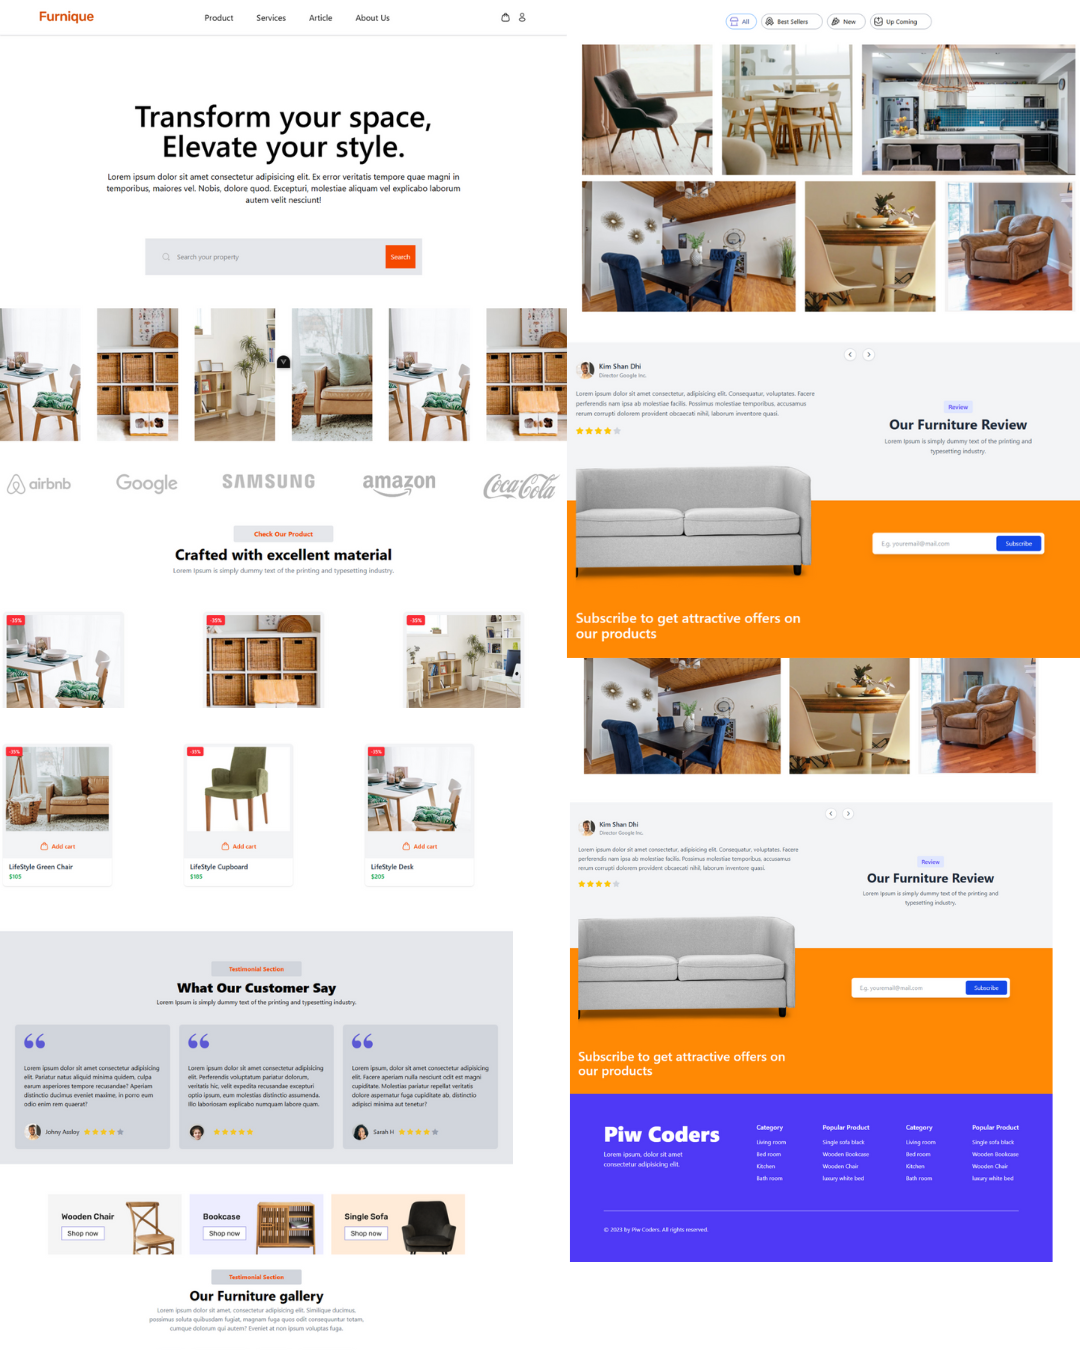 Furnique
Product
Services
Article
About Us
Transform your space,
Elevate your style.
Lorem ipsum dolor sit amet consectetur adipisicing elit. Ex error veritatis tempore quae magni in
temporibus, maiores vel. Nobis, dolore quod. Excepturi, molestiae aliquam vel explicabo laborum
autem velit nesciunt!
Search your property
Search
airbnb
Google
SAMSUNG
amazon
Coca-Cola
Check Our Product
Crafted with excellent material
Lorem Ipsum is simply dummy text of the printing and typesetting industry.
-35%
-35%
-35%
-35%
-35%
-35%
Add cart
Add cart
Add cart
LifeStyle Green Chair
$105
LifeStyle Cupboard
$185
LifeStyle Desk
$205
Testimonial Section
What Our Customer Say
Lorem Ipsum is simply dummy text of the printing and typesetting industry.
Lorem ipsum dolor sit amet consectetur adipisicing
elit. Pariatur natus aliquid minima quidem, culpa
earum asperiores tempore recusandae? Aperiam
distinctio ducimus eveniet maxime, in porro eum
odio enim rem quaerat?
Johny Asday
Lorem ipsum dolor sit amet consectetur adipisicing
elit. Perferendis voluptatum pariatur dolorum,
veritatis hic, velit expedita recusandae excepturi
optio ipsum, eum molestias distinctio assumenda.
Illo laboriosam explicabo numquam labore quam.
Lorem ipsum dolor sit amet consectetur adipisicing
elit. Facere aperiam nulla nesciunt odit est magni
cupiditate. Molestias pariatur repellat veritatis
dolore aspernatur fuga cupiditate ab, distinctio
adipisci minima aut tenetur?
Sarah H
Wooden Chair
Shop now
Bookcase
Shop now
Single Sofa
Shop now
Testimonial Section
Our Furniture gallery
Lorem ipsum dolor sit amet, consectetur adipisicing elit. Similique ducimus,
possimus soluta quibusdam fugiat, magnam fuga quos odit consequuntur totam,
cumque dolorum qui autem? Eveniet at non ipsum voluptas fuga.
All
Best Sellers
New
Up Coming
Kim Shan Dhi
Director Google Inc.
Lorem ipsum dolor sit amet consectetur, adipisicing elit. Consequatur, voluptates. Facere
perferendis nam ipsa ab molestiae facilis. Possimus molestiae temporibus, accusamus
rerum corrupti dolorem provident obcaecati nihil, laborum inventore quasi.
Review
Our Furniture Review
Lorem Ipsum is simply dummy text of the printing and
typesetting industry.
E.g. youremail@mail.com
Subscribe
Subscribe to get attractive offers on
our products
Kim Shan Dhi
Director Google Inc.
Lorem ipsum dolor sit amet consectetur, adipisicing elit. Consequatur, voluptates. Facere
perferendis nam ipsa ab molestiae facilis. Possimus molestiae temporibus, accusamus
rerum corrupti dolorem provident obcaecati nihil, laborum inventore quasi.
Review
Our Furniture Review
Lorem Ipsum is simply dummy text of the printing and
typesetting industry.
E.g. youremail@mail.com
Subscribe
Subscribe to get attractive offers on
our products
Piw Coders
Lorem ipsum, dolor sit amet
consectetur adipisicing elit.
Category
Living room
Bed room
Kitchen
Bath room
Popular Product
Single sofa black
Wooden Bookcase
Wooden Chair
luxury white bed
Category
Living room
Bed room
Kitchen
Bath room
Popular Product
Single sofa black
Wooden Bookcase
Wooden Chair
luxury white bed
© 2023 by Piw Coders. All rights reserved.